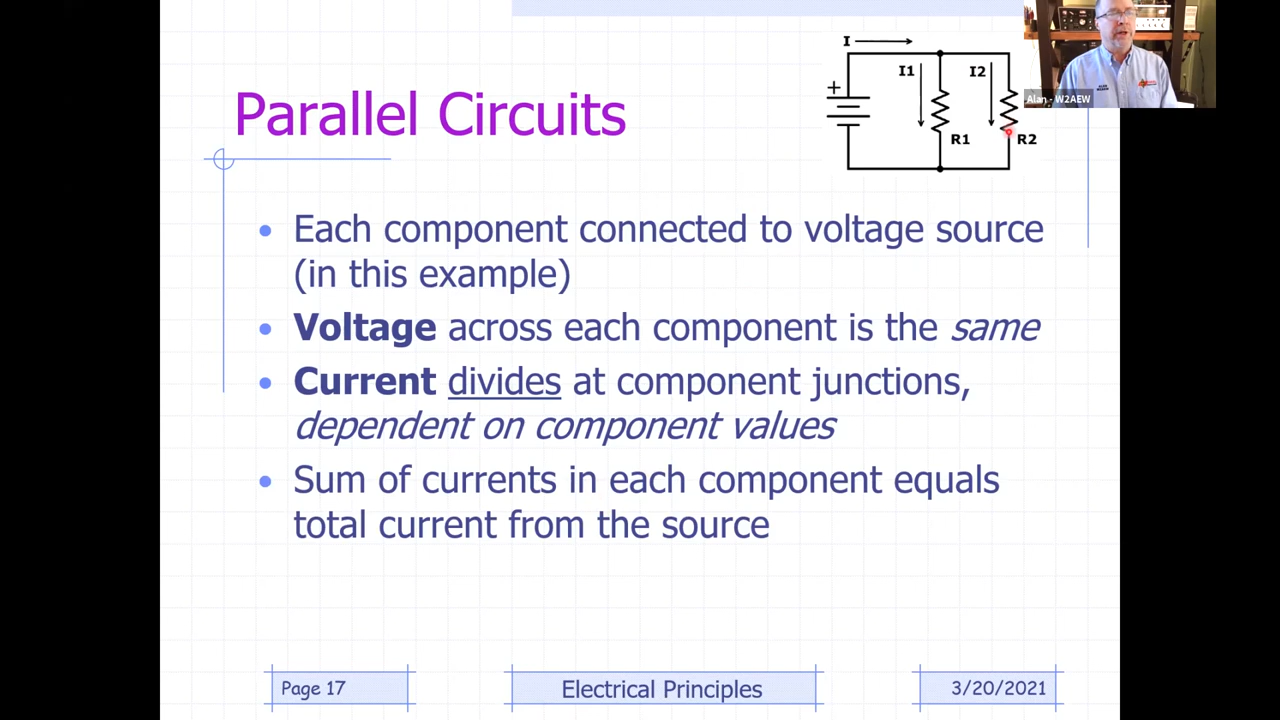 I
I1
I2
+
R1
R2
Alan - W2AEW
Parallel Circuits
Each component connected to voltage source
(in this example)
Voltage across each component is the same
Current divides at component junctions,
dependent on component values
Sum of currents in each component equals
total current from the source
Page 17
Electrical Principles
3/20/2021